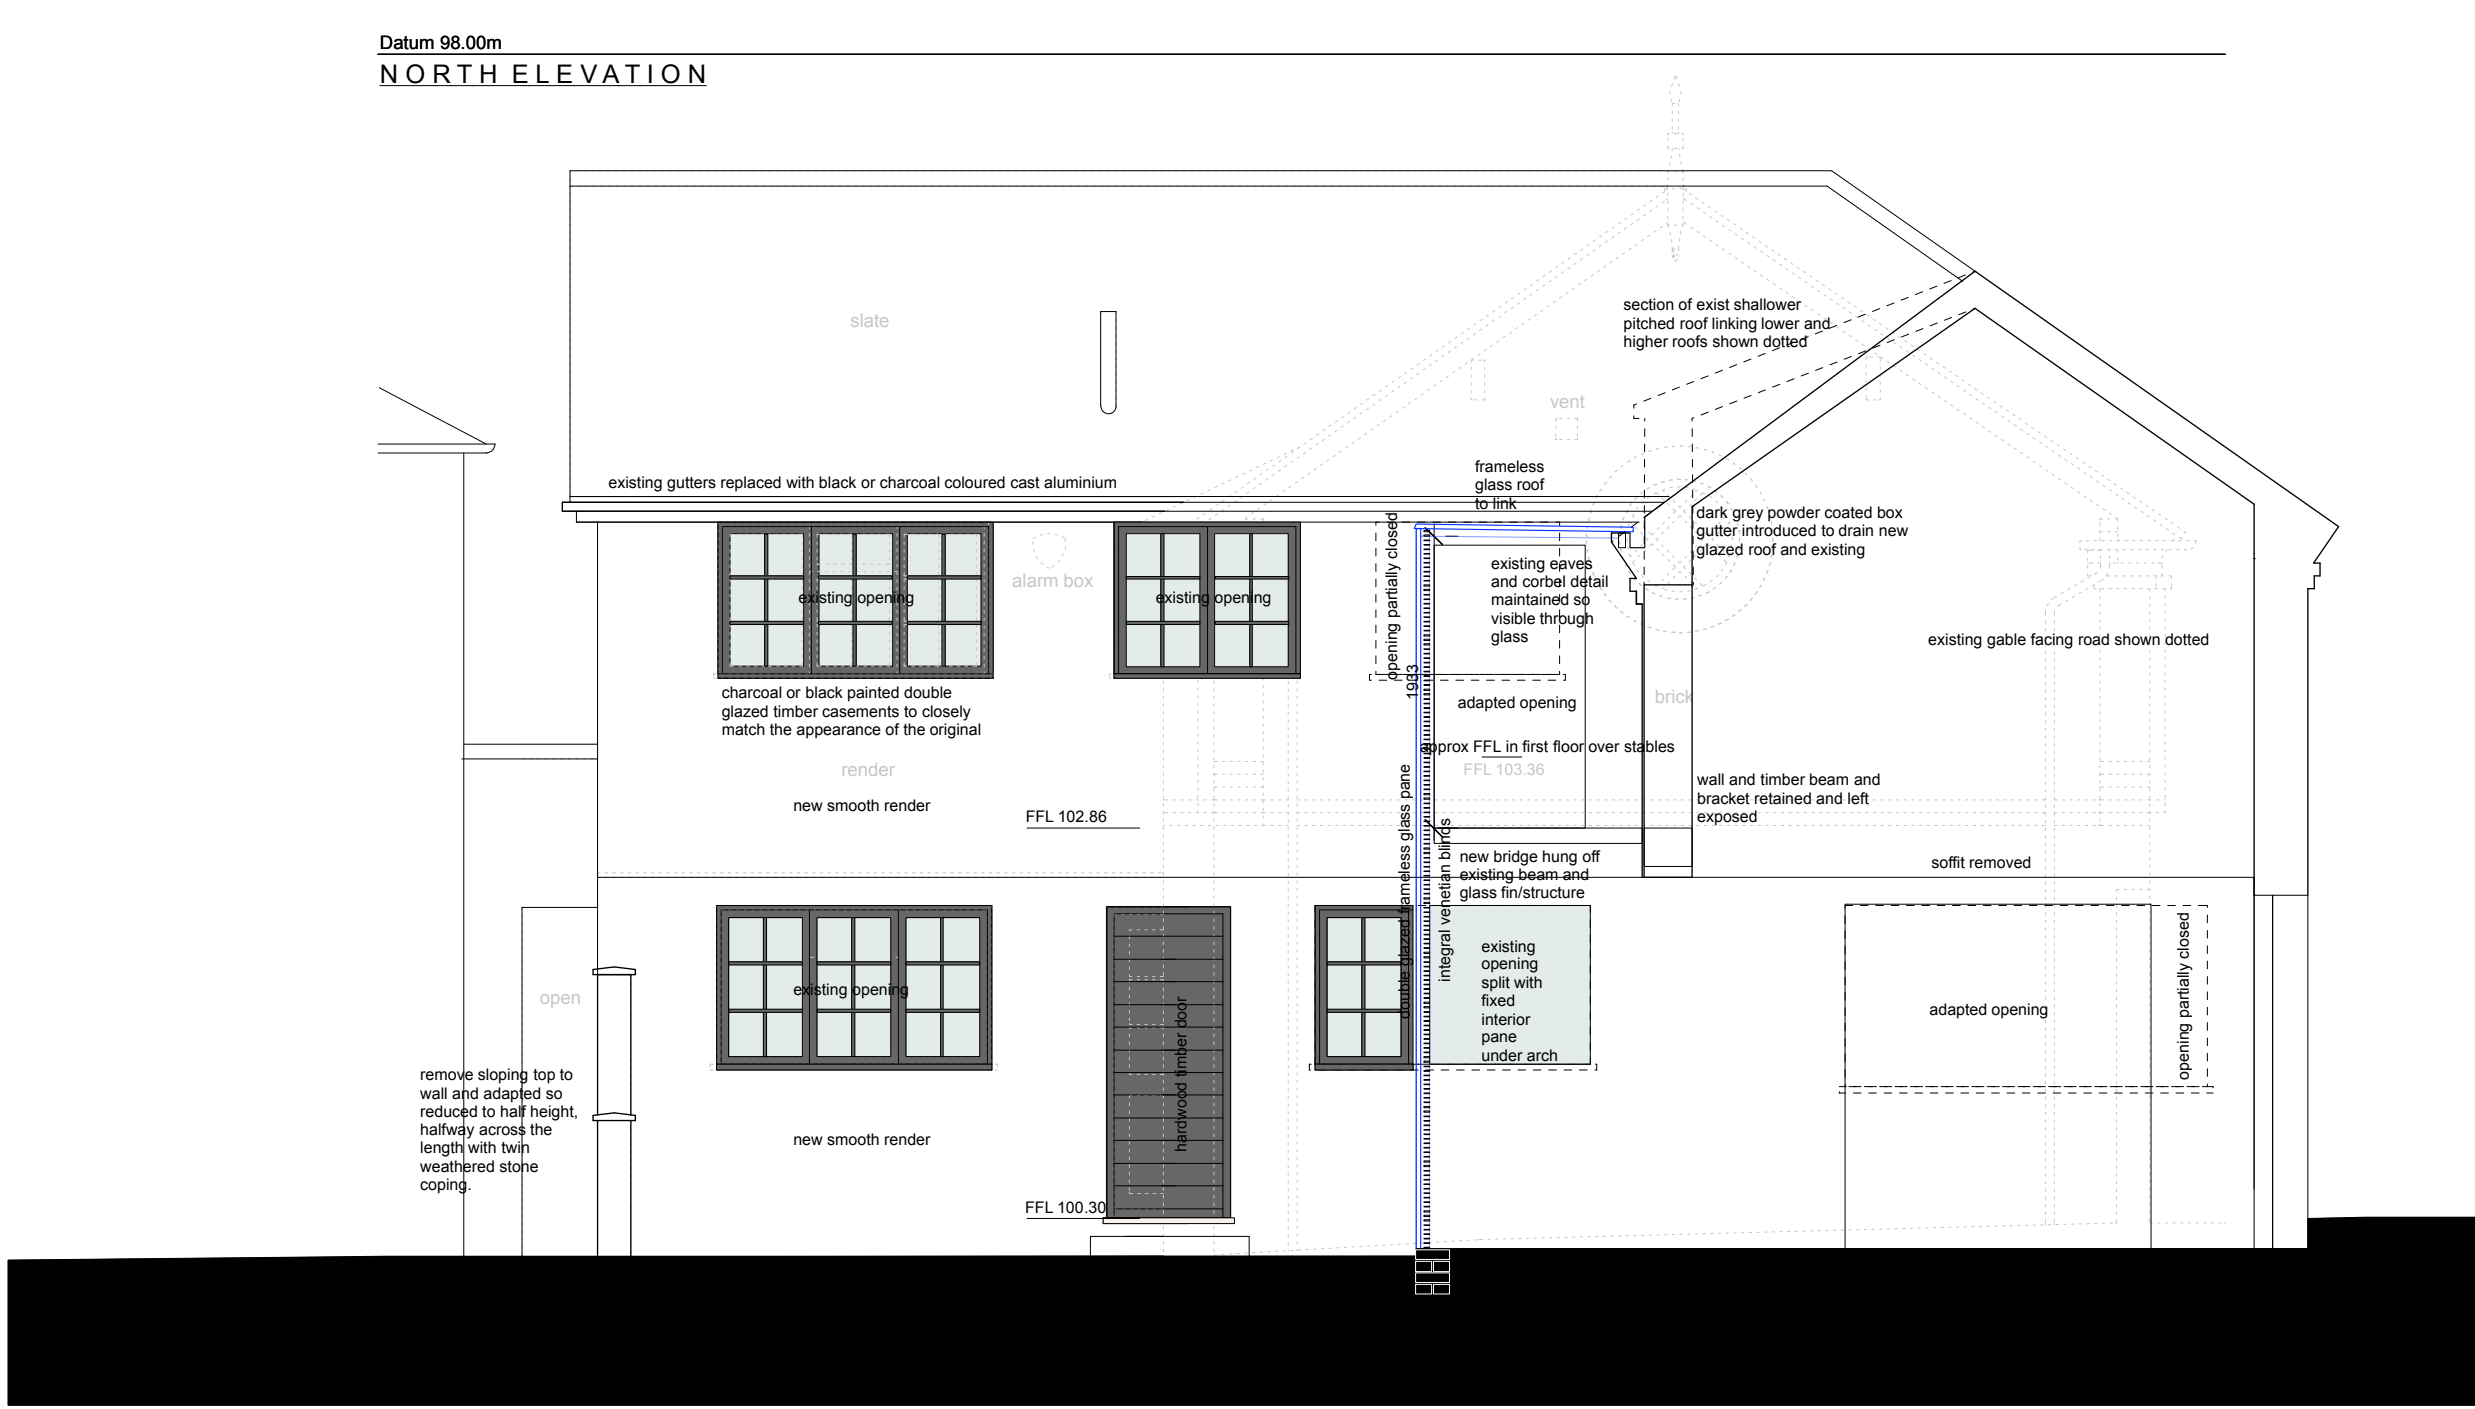 Datum 98.00m
NORTH ELEVATION
section of exist shallower
pitched roof linking lower and
higher roofs shown dotted
slate
vent
existing gutters replaced with black or charcoal coloured cast aluminium
frameless
glass roof
to link
dark grey powder coated box
gutter introduced to drain new
glazed roof and existing
existing opening
alarm box
existing opening
opening partially closed
existing eaves
and corbel detail
maintained so
visible through
glass
existing gable facing road shown dotted
1933
charcoal or black painted double
glazed timber casements to closely
match the appearance of the original
adapted opening
brick
approx FFL in first floor over stables
render
FFL 103.36
new smooth render
FFL 102.86
wall and timber beam and
bracket retained and left
exposed
double glazed frameless glass pane
integral venetian blinds
new bridge hung off
existing beam and
glass fin/structure
soffit removed
open
existing opening
hardwood timber door
existing
opening
split with
fixed
interior
pane
under arch
adapted opening
opening partially closed
remove sloping top to
wall and adapted so
reduced to half height,
halfway across the
length with twin
weathered stone
coping.
new smooth render
FFL 100.30